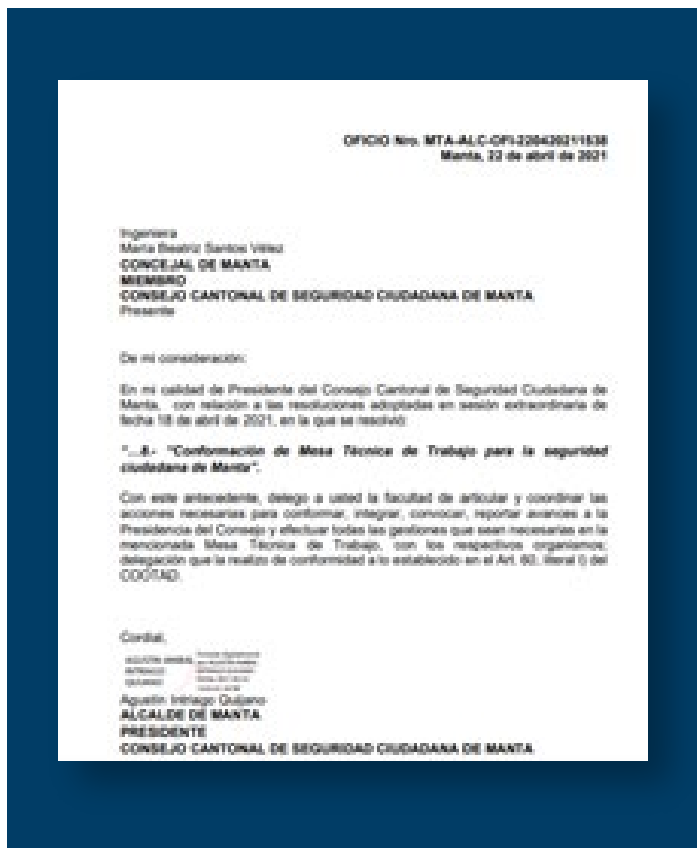 OFICIO Nro. MTA-ALC-OFI-220420211538
Manta, 22 de abril de 2021
Ingeniera
Marta Beatriz Santos Vélez
CONCEJAL DE MANTA
MIEMBRO
CONSEJO CANTONAL DE SEGURIDAD CIUDADANA DE MANTA
Presente
De mi consideración:
En mi calidad de Presidente del Consejo Cantonal de Seguridad Ciudadana de
Manta, con relación a las resoluciones adoptadas en sesión extraordinaria de
fecha 18 de abril de 2021, en la que se resolvió:
"...8.- "Conformación de Mesa Técnica de Trabajo para la seguridad
ciudadana de Manta".
Con este antecedente, delego a usted la facultad de articular y coordinar las
acciones necesarias para conformar, integrar, convocar, reportar avances a la
Presidencia del Consejo y efectuar todas las gestiones que sean necesarias en la
mencionada Mesa Técnica de Trabajo, con los respectivos organismos;
delegación que la realizo de conformidad a lo establecido en el Art. 60, literal l) del
COOTAD.
Cordial,
AGUSTIN ANIBAL
INTRIAGO
QUIJANO
Agustín Intriago Quijano
ALCALDE DE MANTA
PRESIDENTE
CONSEJO CANTONAL DE SEGURIDAD CIUDADANA DE MANTA